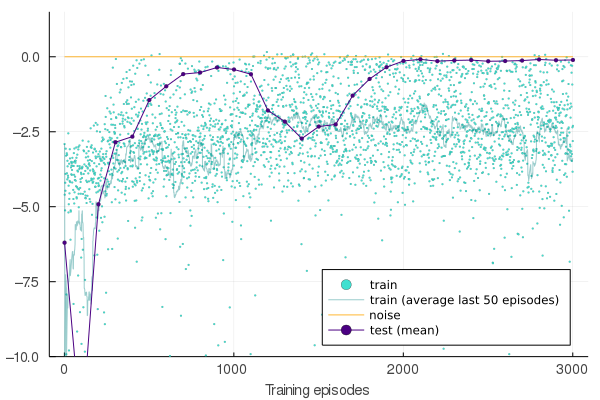 0.0
−2.5
−5.0
−7.5
−10.0
0
1000
2000
3000
Training episodes
train
train (average last 50 episodes)
noise
test (mean)